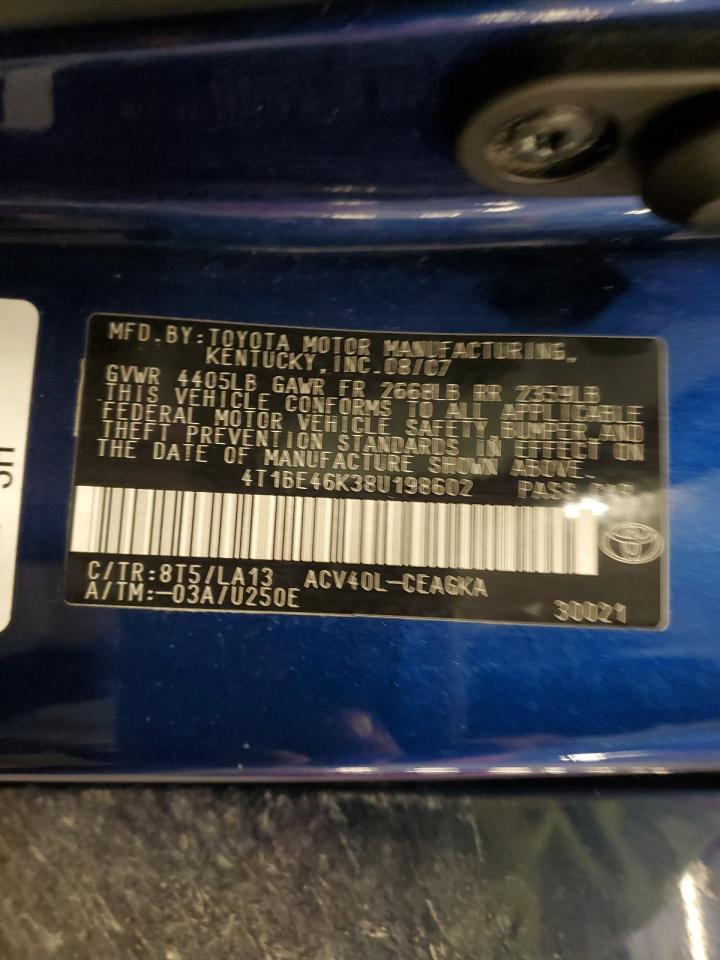 MFD.BY:TOYOTA MOTOR MANUFACTURING,
KENTUCKY, INC.08/07
GVWR 4405LB GAWR FR 2668LB RR 2359LB
THIS VEHICLE CONFORMS TO ALL APPLICABLE
FEDERAL MOTOR VEHICLE SAFETY BUMPER AND
THEFT PREVENTION STANDARDS IN EFFECT ON
THE DATE OF MANUFACTURE SHOWN ABOVE.
4T1BE46K38U198602 PASS CAR
C/TR:8T5/LA13 ACV40L-CEAGKA
A/TM:-03A/U250E
30021